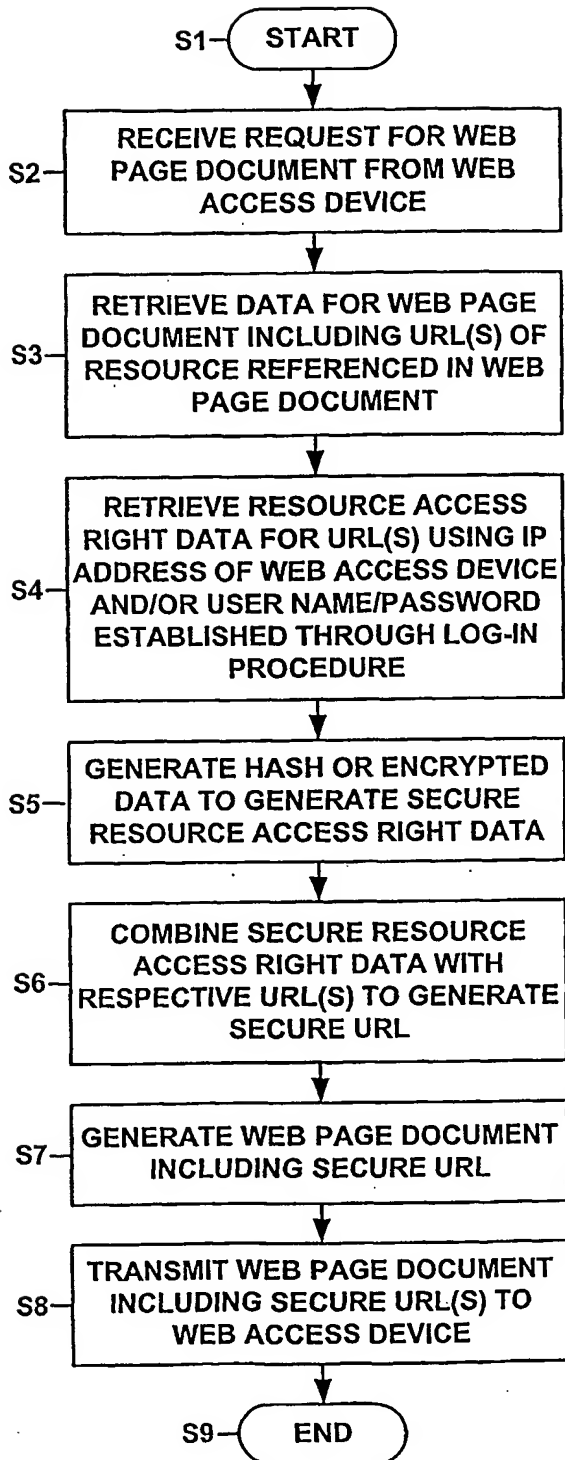 S1
START
S2
RECEIVE REQUEST FOR WEB
PAGE DOCUMENT FROM WEB
ACCESS DEVICE
S3
RETRIEVE DATA FOR WEB PAGE
DOCUMENT INCLUDING URL(S) OF
RESOURCE REFERENCED IN WEB
PAGE DOCUMENT
S4
RETRIEVE RESOURCE ACCESS
RIGHT DATA FOR URL(S) USING IP
ADDRESS OF WEB ACCESS DEVICE
AND/OR USER NAME/PASSWORD
ESTABLISHED THROUGH LOG-IN
PROCEDURE
S5
GENERATE HASH OR ENCRYPTED
DATA TO GENERATE SECURE
RESOURCE ACCESS RIGHT DATA
S6
COMBINE SECURE RESOURCE
ACCESS RIGHT DATA WITH
RESPECTIVE URL(S) TO GENERATE
SECURE URL
S7
GENERATE WEB PAGE DOCUMENT
INCLUDING SECURE URL
S8
TRANSMIT WEB PAGE DOCUMENT
INCLUDING SECURE URL(S) TO
WEB ACCESS DEVICE
S9
END